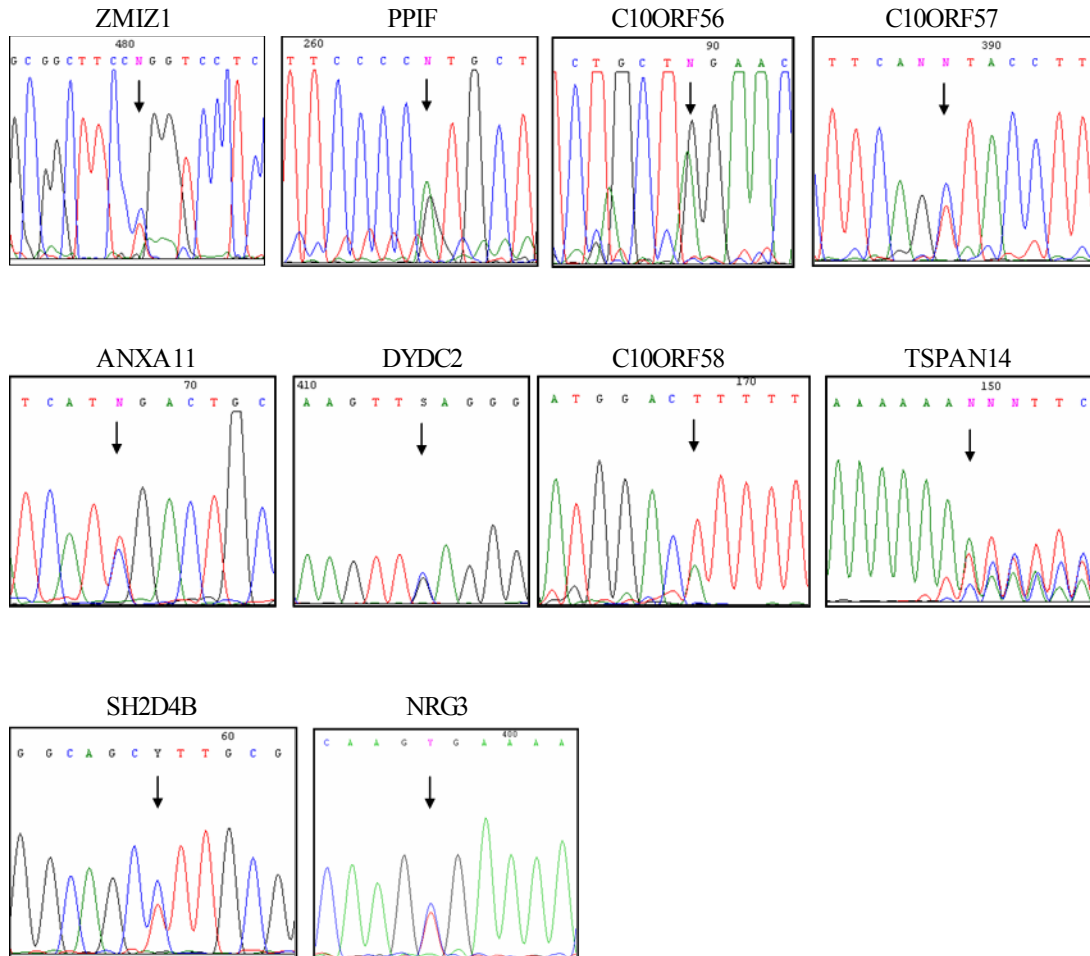 ZMIZ1 PPIF C10ORF56 C10ORF57
480 260 90 390
G C G G C T T C C N G G T C C T C T T C C C C N T G C T C T G C T N G A A C T T C A N N T A C C T T
ANXA11 DYDC2 C10ORF58 TSPAN14
70 410 170 150
T C A T N G A C T G C A A G T T S A G G G A T G G A C T T T T T A A A A A A N N N T T C
SH2D4B NRG3
60 400
G G C A G C Y T T G C G C A A G Y G A A A A